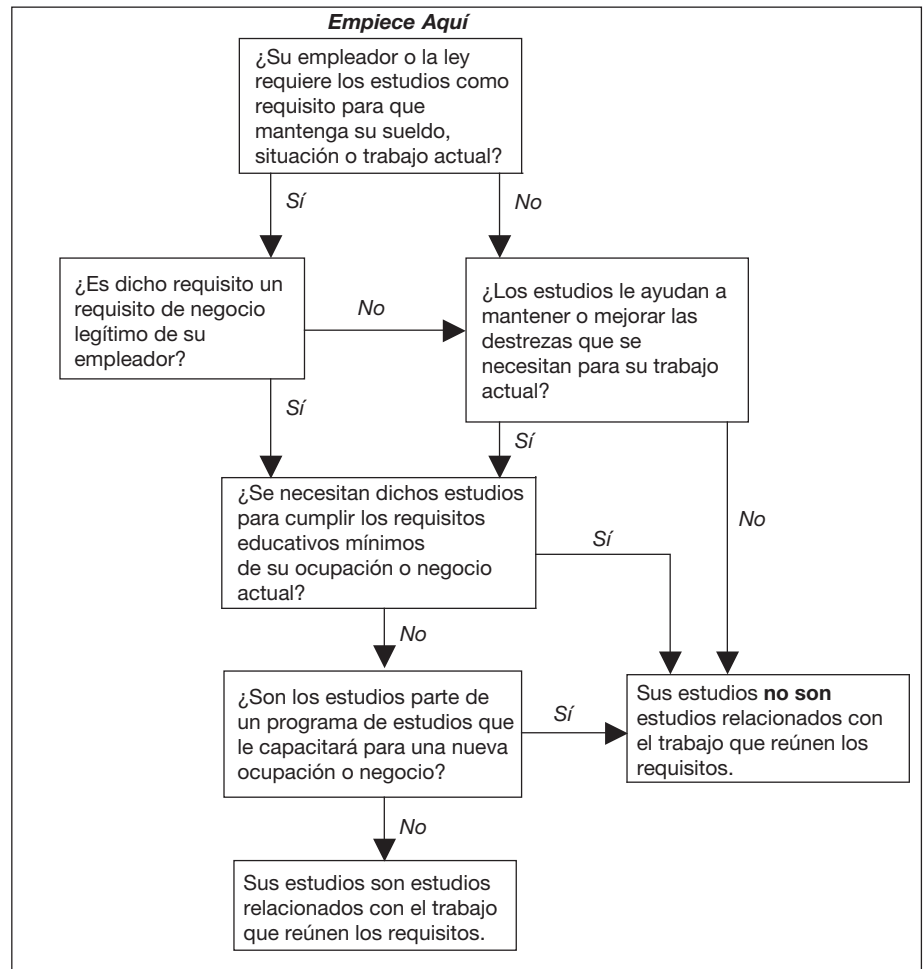 Empiece Aquí
¿Su empleador o la ley
requiere los estudios como
requisito para que
mantenga su sueldo,
situación o trabajo actual?
Sí
No
¿Es dicho requisito un
requisito de negocio
legítimo de su
empleador?
No
¿Los estudios le ayudan a
mantener o mejorar las
destrezas que se
necesitan para su trabajo
actual?
Sí
Sí
No
¿Se necesitan dichos estudios
para cumplir los requisitos
educativos mínimos
de su ocupación o negocio
actual?
Sí
No
¿Son los estudios parte de
un programa de estudios que
le capacitará para una nueva
ocupación o negocio?
Sí
Sus estudios no son
estudios relacionados con
el trabajo que reúnen los
requisitos.
No
Sus estudios son estudios
relacionados con el trabajo
que reúnen los requisitos.